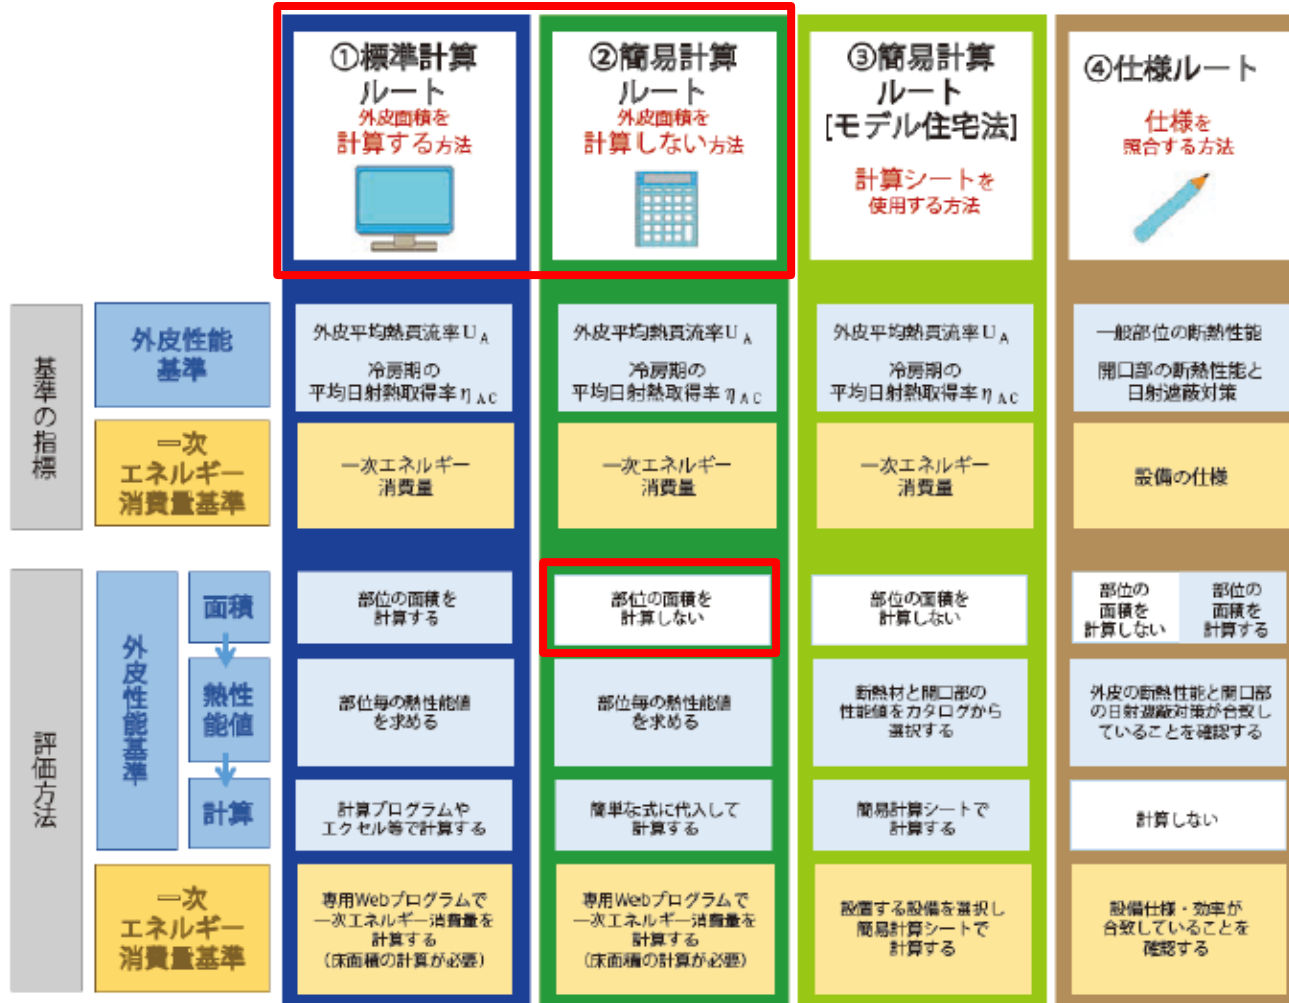 ①標準計算
ルート
外皮面積を
計算する方法
②簡易計算
ルート
外皮面積を
計算しない方法
③簡易計算
ルート
[モデル住宅法]
計算シートを
使用する方法
④仕様ルート
仕様を
照合する方法
基準の指標
外皮性能
基準
外皮平均熱貫流率UA
冷房期の
平均日射熱取得率ηAC
外皮平均熱貫流率UA
冷房期の
平均日射熱取得率ηAC
外皮平均熱貫流率UA
冷房期の
平均日射熱取得率ηAC
一般部位の断熱性能
開口部の断熱性能と
日射遮蔽対策
一次
エネルギー
消費量基準
一次エネルギー
消費量
一次エネルギー
消費量
一次エネルギー
消費量
設備の仕様
評価方法
外皮性能基準
面積
部位の面積を
計算する
部位の面積を
計算しない
部位の面積を
計算しない
部位の
面積を
計算しない
部位の
面積を
計算する
熱性
能値
部位毎の熱性能値
を求める
部位毎の熱性能値
を求める
断熱材と開口部の
性能値をカタログから
選択する
外皮の断熱性能と開口部
の日射遮蔽対策が合致し
ていることを確認する
計算
計算プログラムや
エクセル等で計算する
簡単な式に代入して
計算する
簡易計算シートで
計算する
計算しない
一次
エネルギー
消費量基準
専用Webプログラムで
一次エネルギー消費量を
計算する
(床面積の計算が必要)
専用Webプログラムで
一次エネルギー消費量を
計算する
(床面積の計算が必要)
設置する設備を選択し
簡易計算シートで
計算する
設備仕様・効率が
合致していることを
確認する